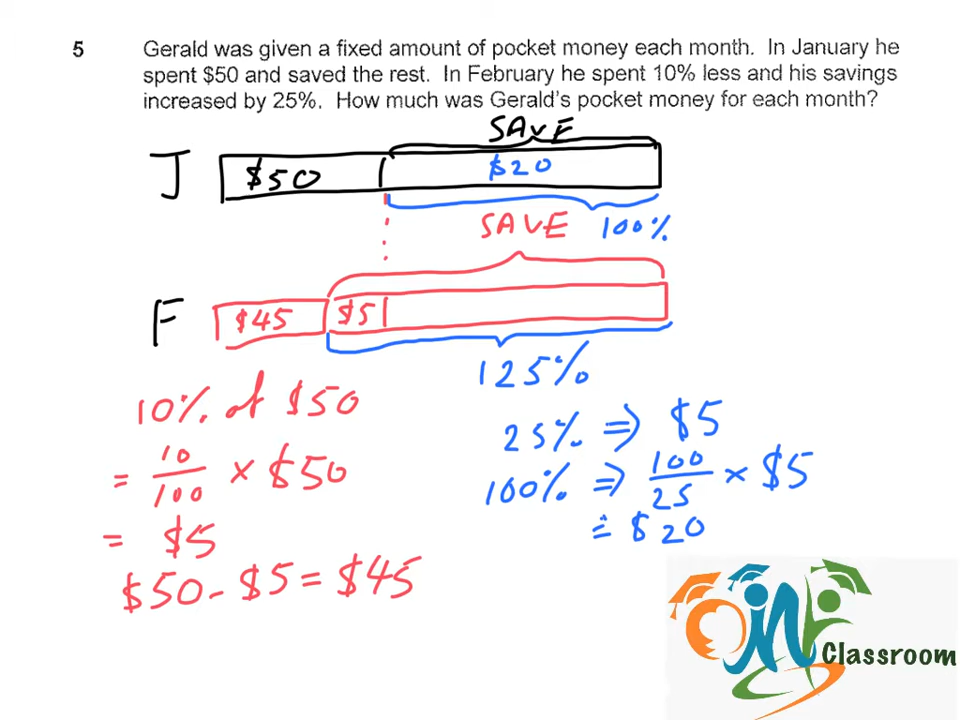 5 Gerald was given a fixed amount of pocket money each month. In January he
spent $50 and saved the rest. In February he spent 10% less and his savings
increased by 25%. How much was Gerald's pocket money for each month?
SAVE
J $50 $20
SAVE 100%
F $45 $5
125%
10% of $50
= 10/100 × $50
= $5
$50 - $5 = $45
25% ⇒ $5
100% ⇒ 100/25 × $5
= $20
JNF
Classroom